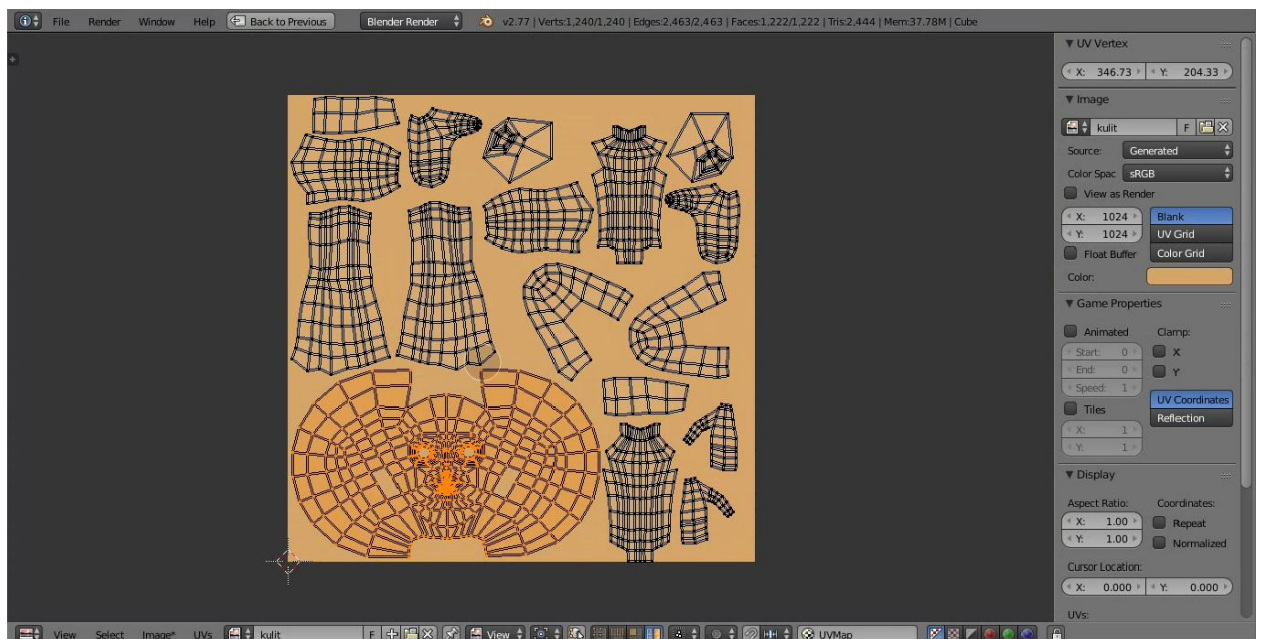 File Render Window Help Back to Previous Blender Render v2.77 | Verts:1,240/1,240 | Edges:2,463/2,463 | Faces:1,222/1,222 | Tris:2,444 | Mem:37.78M | Cube
UV Vertex
X: 346.73 Y: 204.33
Image
kulit F
Source: Generated
Color Spac sRGB
View as Render
X: 1024 Blank
Y: 1024 UV Grid
Float Buffer Color Grid
Color:
Game Properties
Animated Clamp:
Start: 0 X
End: 0 Y
Speed: 1
Tiles UV Coordinates
X: 1 Reflection
Y: 1
Display
Aspect Ratio: Coordinates:
X: 1.00 Repeat
Y: 1.00 Normalized
Cursor Location:
X: 0.000 Y: 0.000
UVs:
View Select Image* UVs kulit F View UVMap